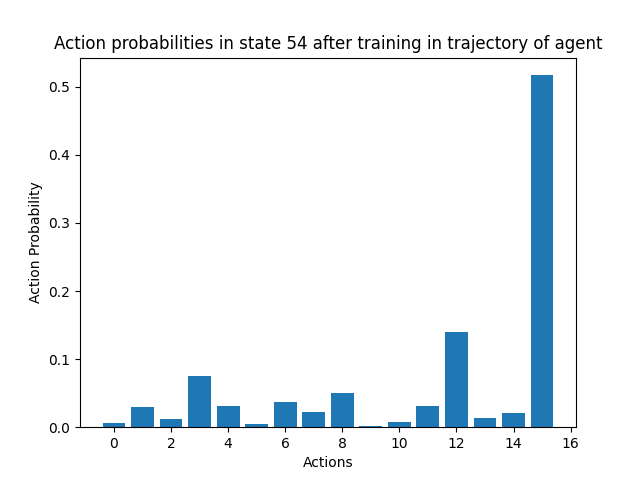 Action probabilities in state 54 after training in trajectory of agent
0.5
0.4
0.3
0.2
0.1
0.0
Action Probability
0 2 4 6 8 10 12 14 16
Actions